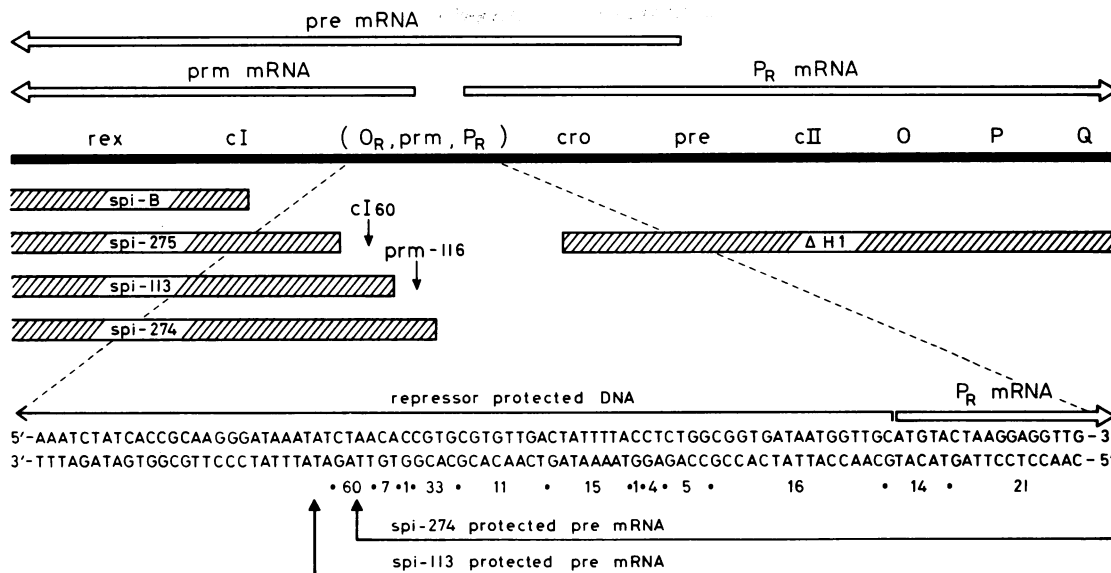 pre mRNA
prm mRNA
P_R mRNA
rex cI ( O_R , prm , P_R ) cro pre cII O P Q
spi-B
cI60
spi-275
Δ H1
prm-116
spi-113
spi-274
P_R mRNA
repressor protected DNA
5'-AAATCTATCACCGCAAGGGATAAATATCTAACACCGTGCGTGTTGACTATTTTACCTCTGGCGGTGATAATGGTTGCATGTACTAAGGAGGTTG-3'
3'-TTTAGATAGTGGCGTTCCCTATTTATAGATTGTGGCACGCACAACTGATAAAATGGAGACCGCCACTATTACCAACGTACATGATTCCTCCAAC-5'
• 60 • 7 • 1 • 33 • 11 • 15 • 1 • 4 • 5 • 16 • 14 • 21
spi-274 protected pre mRNA
spi-113 protected pre mRNA